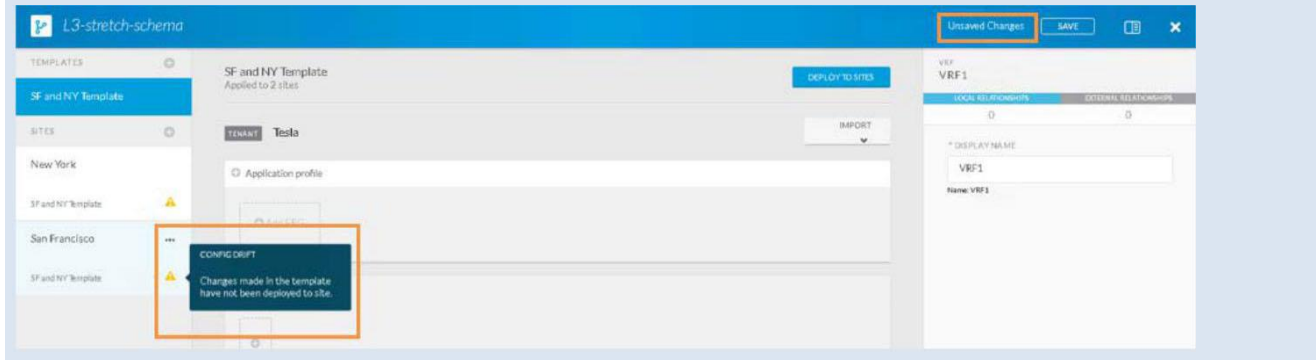 L3-stretch-schema
Unsaved Changes
SAVE
TEMPLATES
SF and NY Template
SITES
New York
SF and NY Template
San Francisco
SF and NY Template
SF and NY Template
Applied to 2 sites
DEPLOY TO SITES
TENANT Tesla
IMPORT
Application profile
Add EPG
CONFIG DRIFT
Changes made in the template
have not been deployed to site.
VRF
VRF1
LOCAL RELATIONSHIPS
EXTERNAL RELATIONSHIPS
0
0
* DISPLAY NAME
VRF1
Name: VRF1